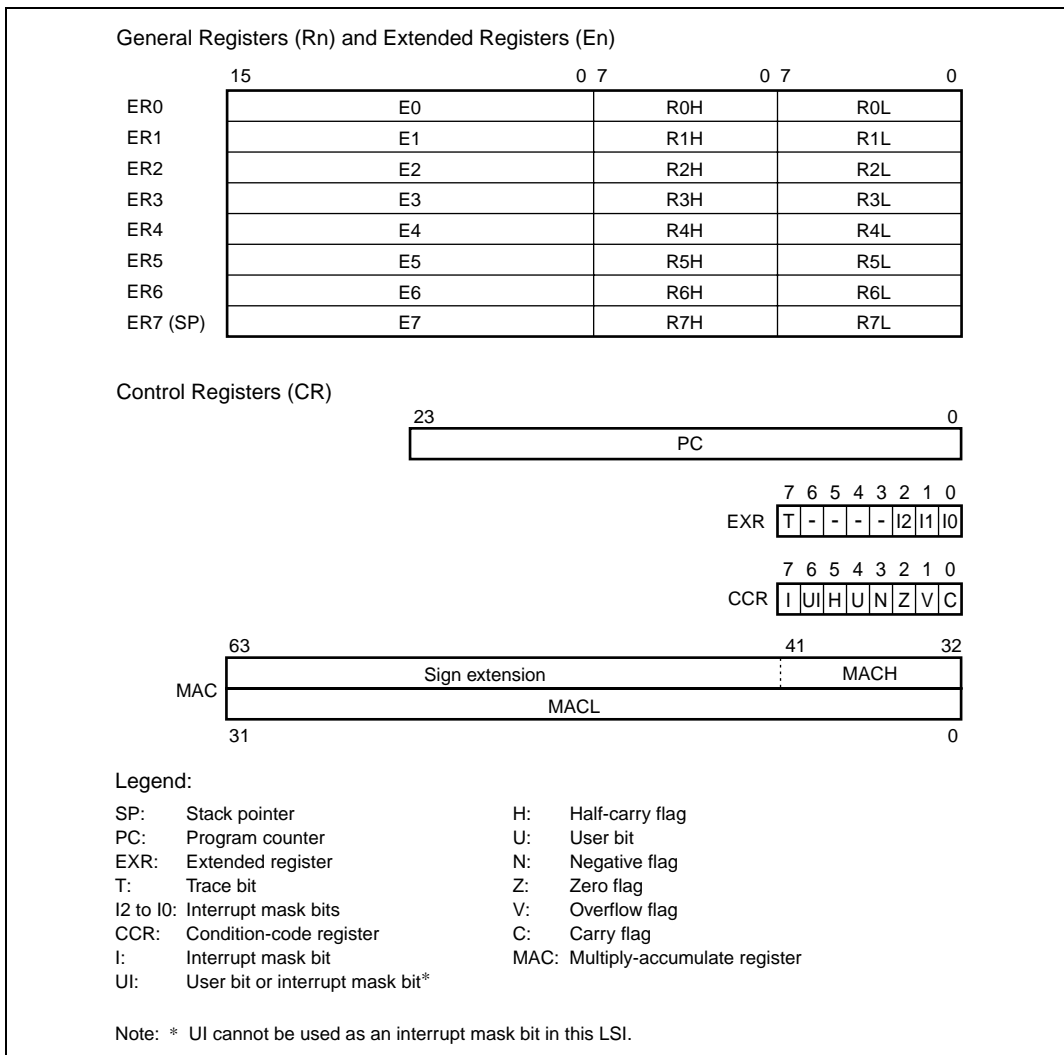 General Registers (Rn) and Extended Registers (En)
15 0 7 0 7 0
ER0 E0 R0H R0L
ER1 E1 R1H R1L
ER2 E2 R2H R2L
ER3 E3 R3H R3L
ER4 E4 R4H R4L
ER5 E5 R5H R5L
ER6 E6 R6H R6L
ER7 (SP) E7 R7H R7L
Control Registers (CR)
23 0
PC
7 6 5 4 3 2 1 0
EXR T - - - - I2 I1 I0
7 6 5 4 3 2 1 0
CCR I UI H U N Z V C
63 41 32
Sign extension MACH
MAC
MACL
31 0
Legend:
SP: Stack pointer H: Half-carry flag
PC: Program counter U: User bit
EXR: Extended register N: Negative flag
T: Trace bit Z: Zero flag
I2 to I0: Interrupt mask bits V: Overflow flag
CCR: Condition-code register C: Carry flag
I: Interrupt mask bit MAC: Multiply-accumulate register
UI: User bit or interrupt mask bit*
Note: * UI cannot be used as an interrupt mask bit in this LSI.